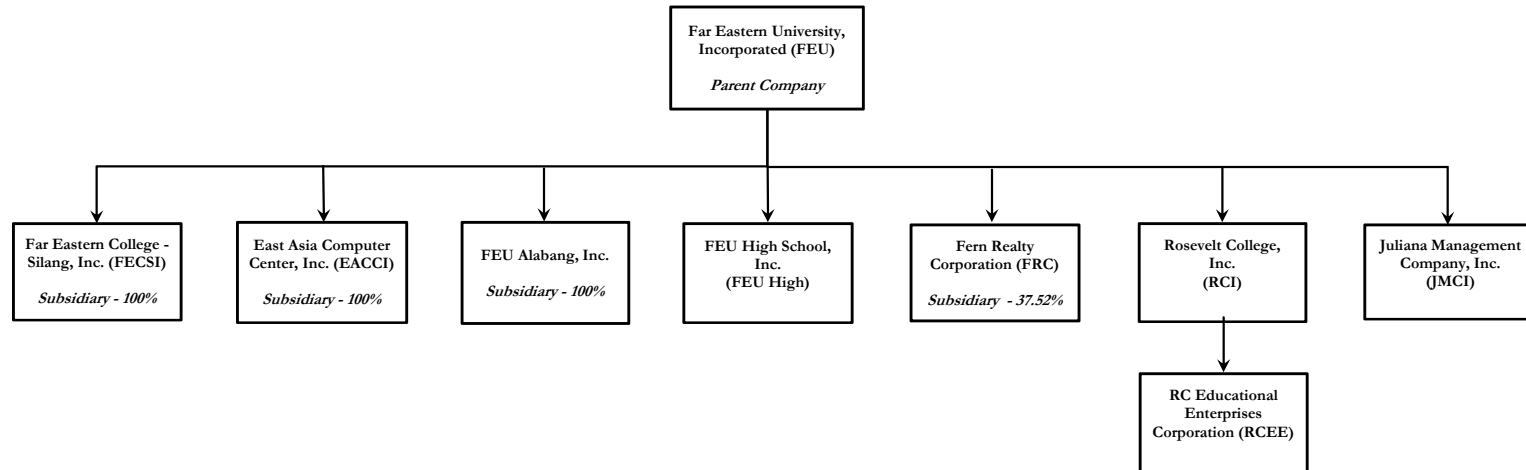 Far Eastern University,
Incorporated (FEU)
Parent Company
Far Eastern College -
Silang, Inc. (FECSI)
Subsidiary - 100%
East Asia Computer
Center, Inc. (EACCI)
Subsidiary - 100%
FEU Alabang, Inc.
Subsidiary - 100%
FEU High School,
Inc.
(FEU High)
Fern Realty
Corporation (FRC)
Subsidiary - 37.52%
Rosevelt College,
Inc.
(RCI)
Juliana Management
Company, Inc.
(JMCI)
RC Educational
Enterprises
Corporation (RCEE)